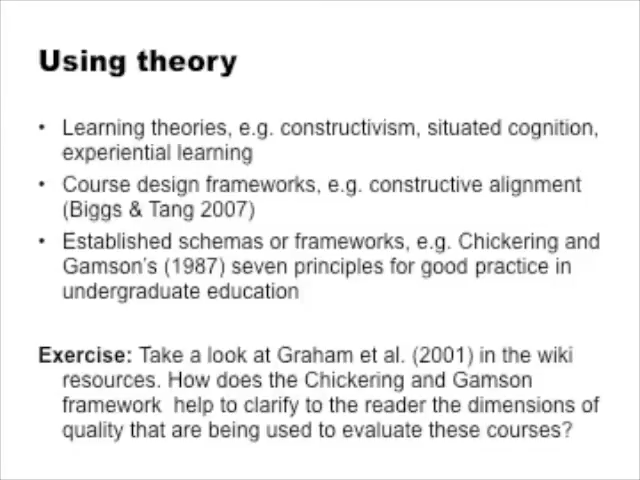 Using theory
• Learning theories, e.g. constructivism, situated cognition,
experiential learning
• Course design frameworks, e.g. constructive alignment
(Biggs & Tang 2007)
• Established schemas or frameworks, e.g. Chickering and
Gamson's (1987) seven principles for good practice in
undergraduate education
Exercise: Take a look at Graham et al. (2001) in the wiki
resources. How does the Chickering and Gamson
framework  help to clarify to the reader the dimensions of
quality that are being used to evaluate these courses?